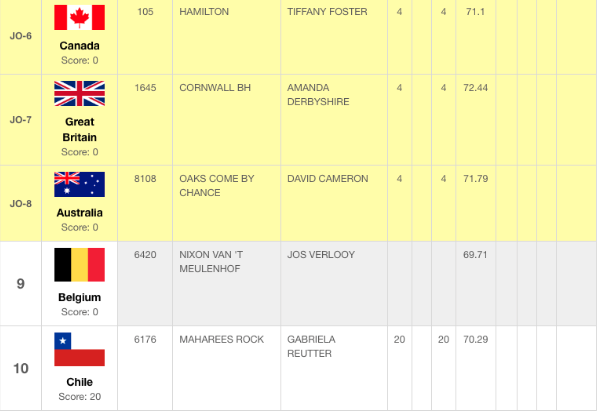 JO-6 Canada Score: 0 105 HAMILTON TIFFANY FOSTER 4 4 71.1
JO-7 Great Britain Score: 0 1645 CORNWALL BH AMANDA DERBYSHIRE 4 4 72.44
JO-8 Australia Score: 0 8108 OAKS COME BY CHANCE DAVID CAMERON 4 4 71.79
9 Belgium Score: 0 6420 NIXON VAN 'T MEULENHOF JOS VERLOOY 69.71
10 Chile Score: 20 6176 MAHAREES ROCK GABRIELA REUTTER 20 20 70.29